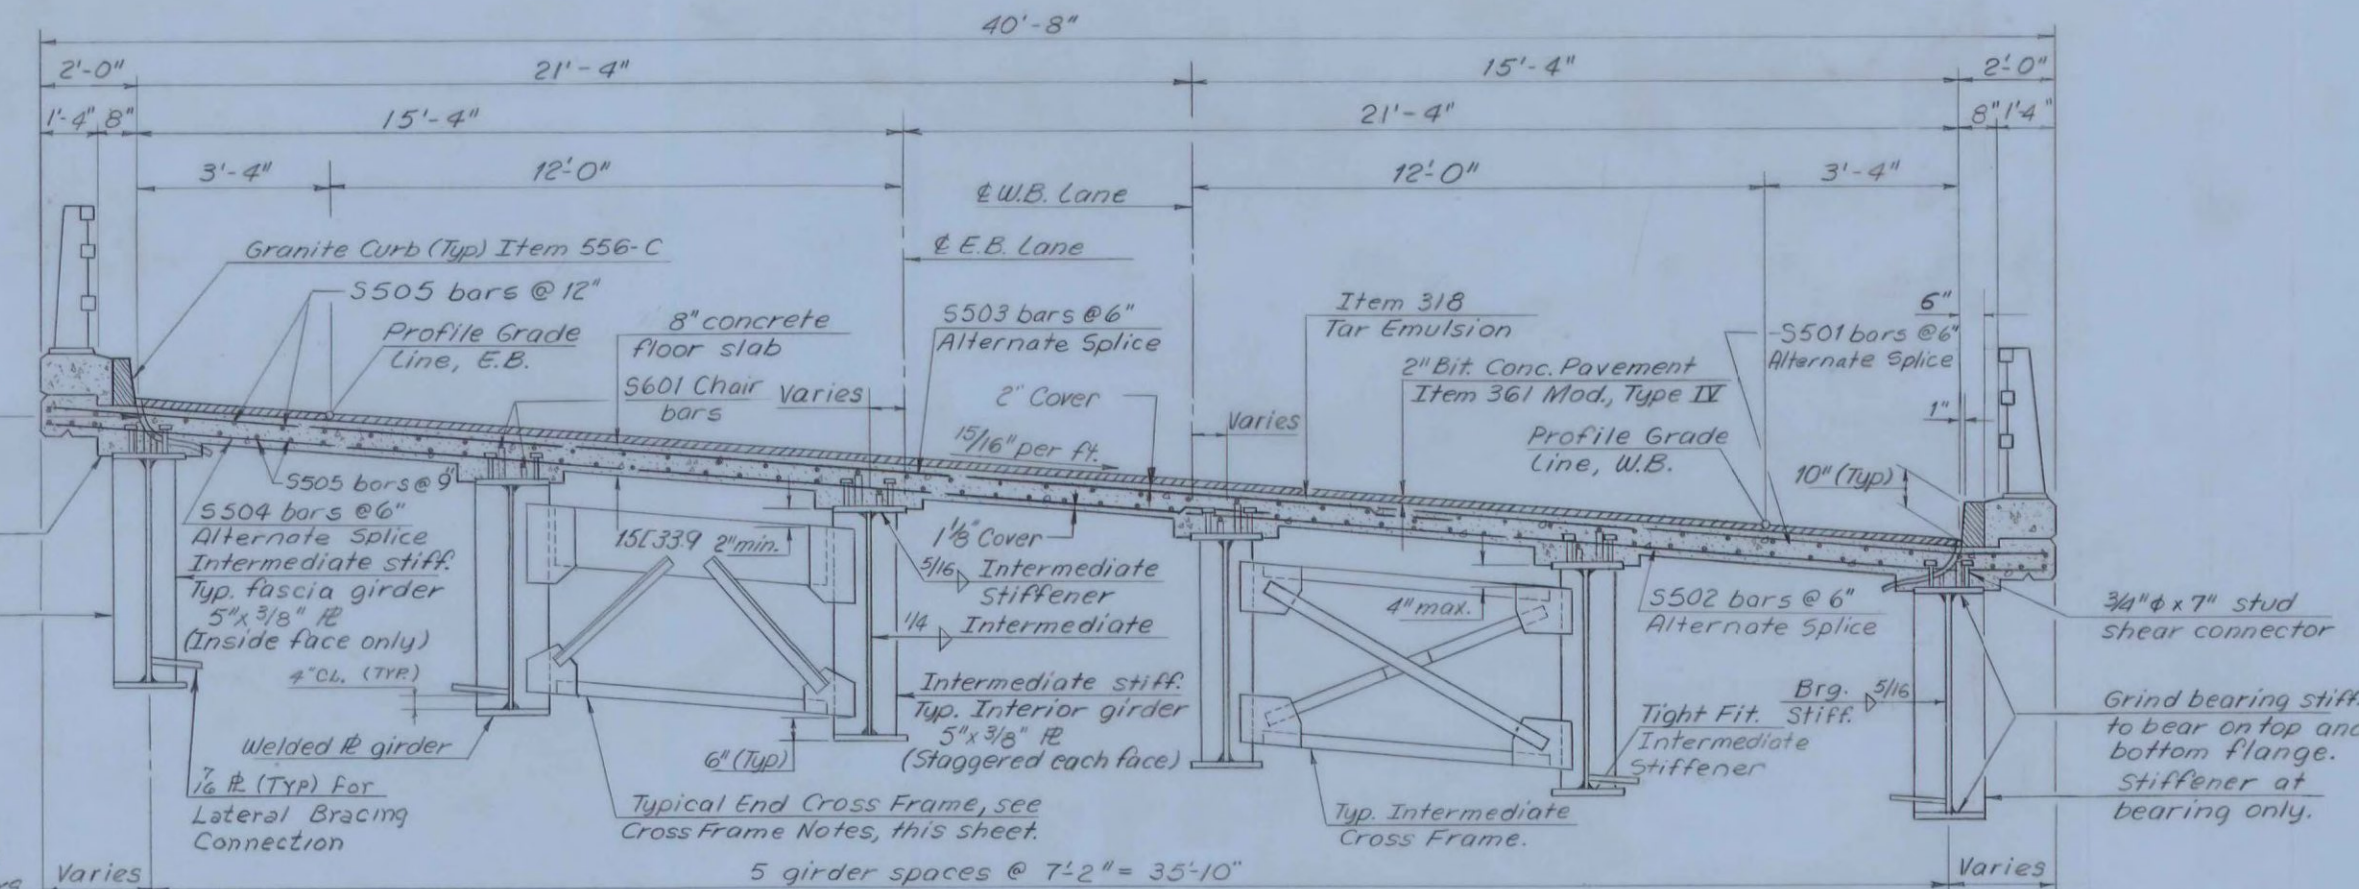 40'-8"
2'-0"
21'-4"
15'-4"
2'-0"
1'-4"
8"
15'-4"
21'-4"
8"
1'-4"
3'-4"
12'-0"
12'-0"
3'-4"
℄ W.B. Lane
℄ E.B. Lane
Granite Curb (Typ) Item 556-C
S505 bars @ 12"
Profile Grade
Line, E.B.
8" concrete
floor slab
S601 Chair
bars
Varies
S503 bars @6"
Alternate Splice
2" Cover
15/16" per ft.
Item 318
Tar Emulsion
2" Bit. Conc. Pavement
Item 361 Mod., Type IV
Varies
Profile Grade
Line, W.B.
S501 bars @6"
Alternate Splice
6"
1"
10" (Typ)
S505 bars @ 9"
S504 bars @6"
Alternate Splice
Intermediate stiff.
Typ. fascia girder
5"x 3/8" ℞
(Inside face only)
4" CL. (TYP.)
Welded ℞ girder
7/16 ℞ (TYP) for
Lateral Bracing
Connection
15[33.9
2" min.
1 1/8" Cover
5/16 Intermediate
Stiffener
1/4 Intermediate
Intermediate stiff.
Typ. Interior girder
5"x 3/8" ℞
(Staggered each face)
6" (Typ)
Typical End Cross Frame, see
Cross Frame Notes, this sheet.
4" max.
S502 bars @ 6"
Alternate Splice
Tight Fit.
Intermediate
Stiffener
Brg.
Stiff.
5/16
Typ. Intermediate
Cross Frame.
3/4" ɸ x 7" stud
shear connector
Grind bearing stiff.
to bear on top and
bottom flange.
Stiffener at
bearing only.
Varies
5 girder spaces @ 7'-2" = 35'-10"
Varies